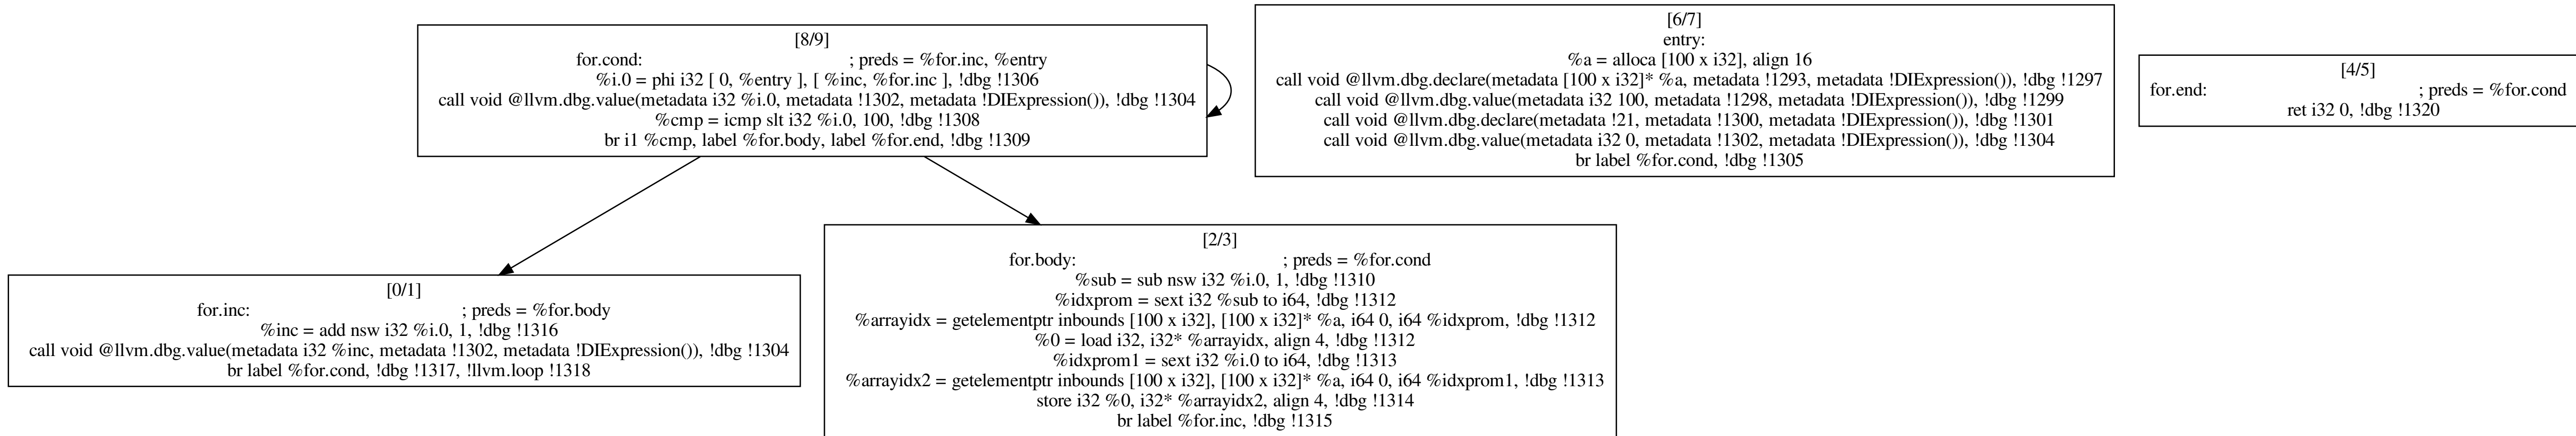 [8/9]
for.cond: ; preds = %for.inc, %entry
%i.0 = phi i32 [ 0, %entry ], [ %inc, %for.inc ], !dbg !1306
call void @llvm.dbg.value(metadata i32 %i.0, metadata !1302, metadata !DIExpression()), !dbg !1304
%cmp = icmp slt i32 %i.0, 100, !dbg !1308
br i1 %cmp, label %for.body, label %for.end, !dbg !1309
[6/7]
entry:
%a = alloca [100 x i32], align 16
call void @llvm.dbg.declare(metadata [100 x i32]* %a, metadata !1293, metadata !DIExpression()), !dbg !1297
call void @llvm.dbg.value(metadata i32 100, metadata !1298, metadata !DIExpression()), !dbg !1299
call void @llvm.dbg.declare(metadata !21, metadata !1300, metadata !DIExpression()), !dbg !1301
call void @llvm.dbg.value(metadata i32 0, metadata !1302, metadata !DIExpression()), !dbg !1304
br label %for.cond, !dbg !1305
[4/5]
for.end: ; preds = %for.cond
ret i32 0, !dbg !1320
[0/1]
for.inc: ; preds = %for.body
%inc = add nsw i32 %i.0, 1, !dbg !1316
call void @llvm.dbg.value(metadata i32 %inc, metadata !1302, metadata !DIExpression()), !dbg !1304
br label %for.cond, !dbg !1317, !llvm.loop !1318
[2/3]
for.body: ; preds = %for.cond
%sub = sub nsw i32 %i.0, 1, !dbg !1310
%idxprom = sext i32 %sub to i64, !dbg !1312
%arrayidx = getelementptr inbounds [100 x i32], [100 x i32]* %a, i64 0, i64 %idxprom, !dbg !1312
%0 = load i32, i32* %arrayidx, align 4, !dbg !1312
%idxprom1 = sext i32 %i.0 to i64, !dbg !1313
%arrayidx2 = getelementptr inbounds [100 x i32], [100 x i32]* %a, i64 0, i64 %idxprom1, !dbg !1313
store i32 %0, i32* %arrayidx2, align 4, !dbg !1314
br label %for.inc, !dbg !1315